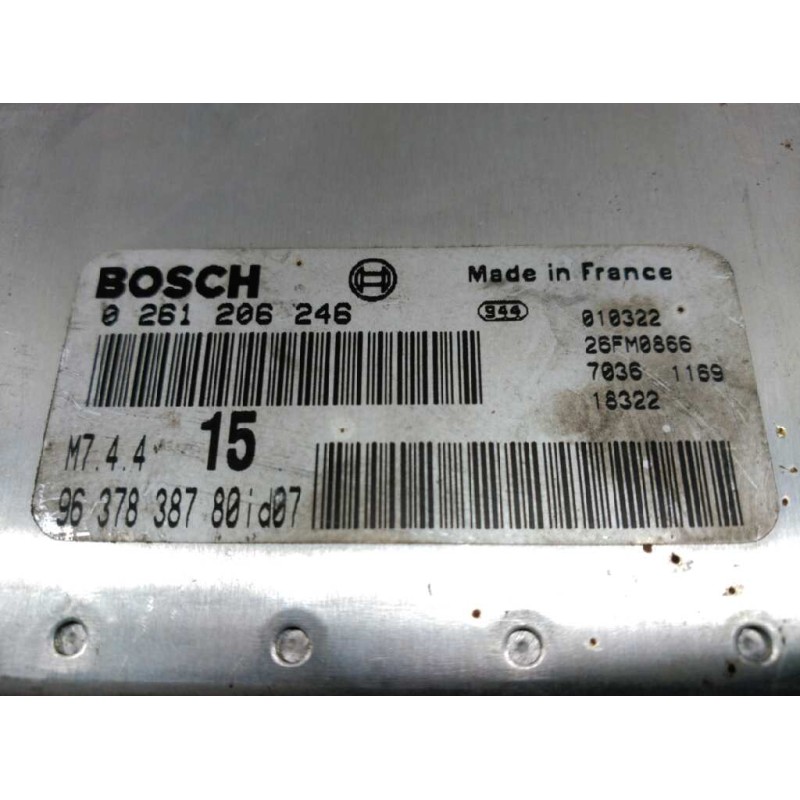 BOSCH Made in France
0 261 206 246 944 010322
26FM0866
7036 1169
18322
M7.4.4 15
96 378 387 80id07